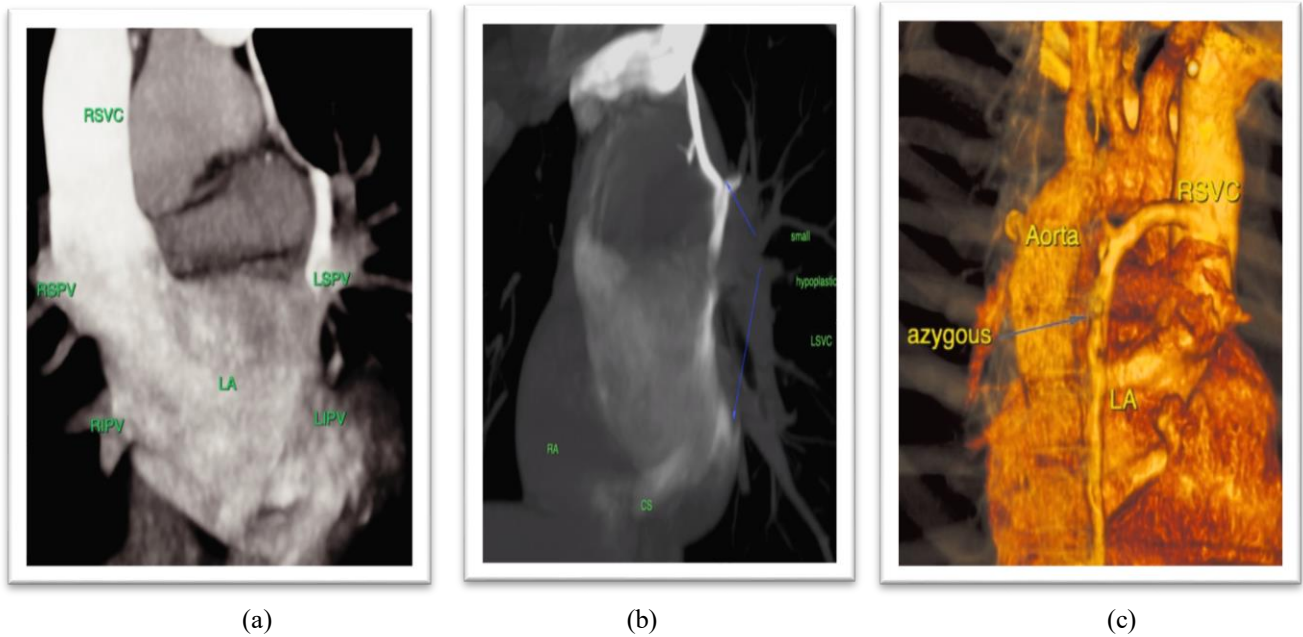 RSVC
RSPV
LSPV
LA
RIPV
LIPV
small
hypoplastic
LSVC
RA
CS
RSVC
Aorta
azygous
LA
(a)
(b)
(c)